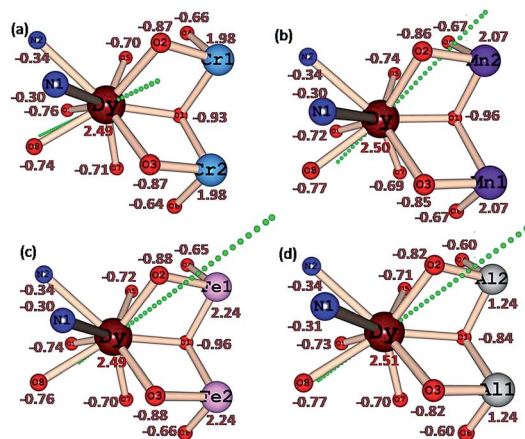 (a)
-0.66
-0.87
1.98
N2
-0.70
O2
Cr1
-0.34
N1
-0.30
-0.76
Dy
-0.93
O8
2.49
-0.74
-0.71
O3
Cr2
-0.87
1.98
-0.64
(b)
-0.67
-0.86
2.07
N2
-0.74
O2
Mn2
-0.34
-0.30
N1
Dy
-0.96
-0.72
O8
2.50
-0.77
-0.69
O3
Mn1
-0.85
2.07
-0.67
(c)
-0.65
-0.88
N2
-0.72
O2
Fe1
-0.34
2.24
-0.30
N1
Dy
-0.96
-0.74
2.49
O8
-0.76
-0.70
O3
Fe2
-0.88
2.24
-0.66
(d)
-0.60
-0.82
N2
-0.71
O2
Al2
-0.34
1.24
N1
-0.31
Dy
-0.84
-0.73
2.51
O8
-0.77
-0.70
O3
Al1
-0.82
1.24
-0.60